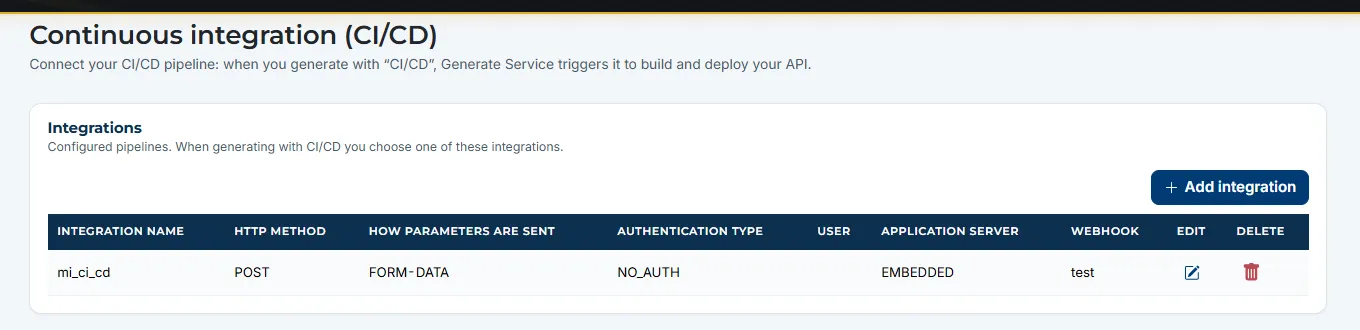 Continuous integration (CI/CD)
Connect your CI/CD pipeline: when you generate with “CI/CD”, Generate Service triggers it to build and deploy your API.
Integrations
Configured pipelines. When generating with CI/CD you choose one of these integrations.
+ Add integration
INTEGRATION NAME HTTP METHOD HOW PARAMETERS ARE SENT AUTHENTICATION TYPE USER APPLICATION SERVER WEBHOOK EDIT DELETE
mi_ci_cd POST FORM-DATA NO_AUTH EMBEDDED test